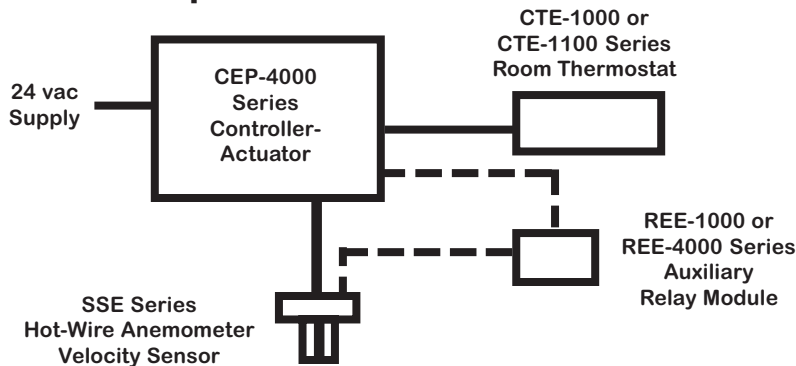 CTE-1000 or
CTE-1100 Series
Room Thermostat
CEP-4000
Series
Controller-
Actuator
24 vac
Supply
REE-1000 or
REE-4000 Series
Auxiliary
Relay Module
SSE Series
Hot-Wire Anemometer
Velocity Sensor